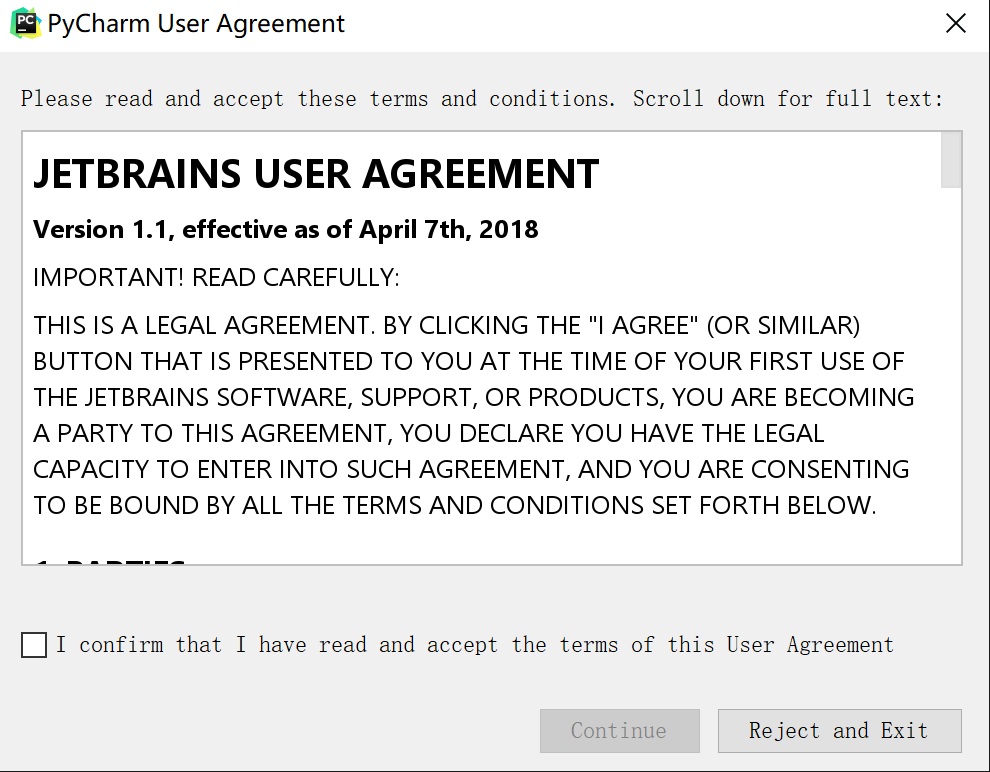 PC PyCharm User Agreement
Please read and accept these terms and conditions. Scroll down for full text:
JETBRAINS USER AGREEMENT
Version 1.1, effective as of April 7th, 2018
IMPORTANT! READ CAREFULLY:
THIS IS A LEGAL AGREEMENT. BY CLICKING THE "I AGREE" (OR SIMILAR)
BUTTON THAT IS PRESENTED TO YOU AT THE TIME OF YOUR FIRST USE OF
THE JETBRAINS SOFTWARE, SUPPORT, OR PRODUCTS, YOU ARE BECOMING
A PARTY TO THIS AGREEMENT, YOU DECLARE YOU HAVE THE LEGAL
CAPACITY TO ENTER INTO SUCH AGREEMENT, AND YOU ARE CONSENTING
TO BE BOUND BY ALL THE TERMS AND CONDITIONS SET FORTH BELOW.
1. PARTIES
I confirm that I have read and accept the terms of this User Agreement
Continue
Reject and Exit